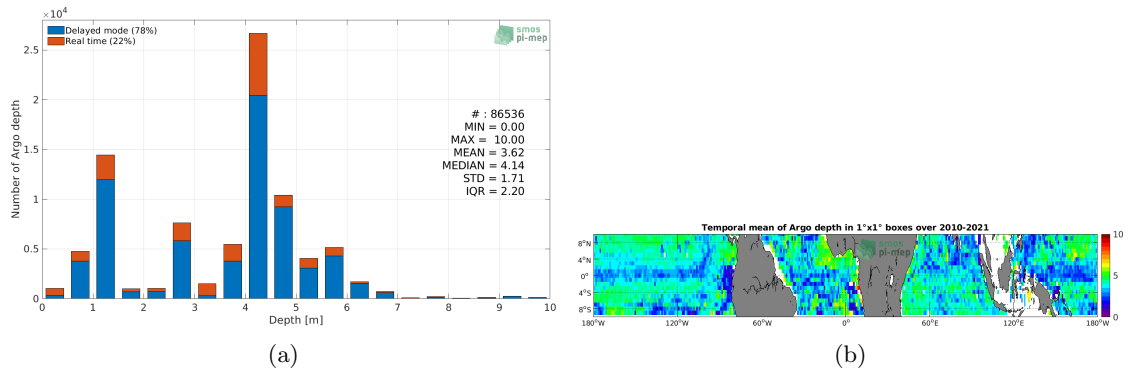 ×10⁴
Delayed mode (78%)
Real time (22%)
smos
pi-mep
2.5
2
1.5
1
0.5
0
Number of Argo depth
# : 86536
MIN = 0.00
MAX = 10.00
MEAN = 3.62
MEDIAN = 4.14
STD = 1.71
IQR = 2.20
0 1 2 3 4 5 6 7 8 9 10
Depth [m]
(a)
Temporal mean of Argo depth in 1°x1° boxes over 2010-2021
smos
pi-mep
8°N
4°N
0°
4°S
8°S
180°W 120°W 60°W 0° 60°E 120°E 180°W
10
5
0
(b)